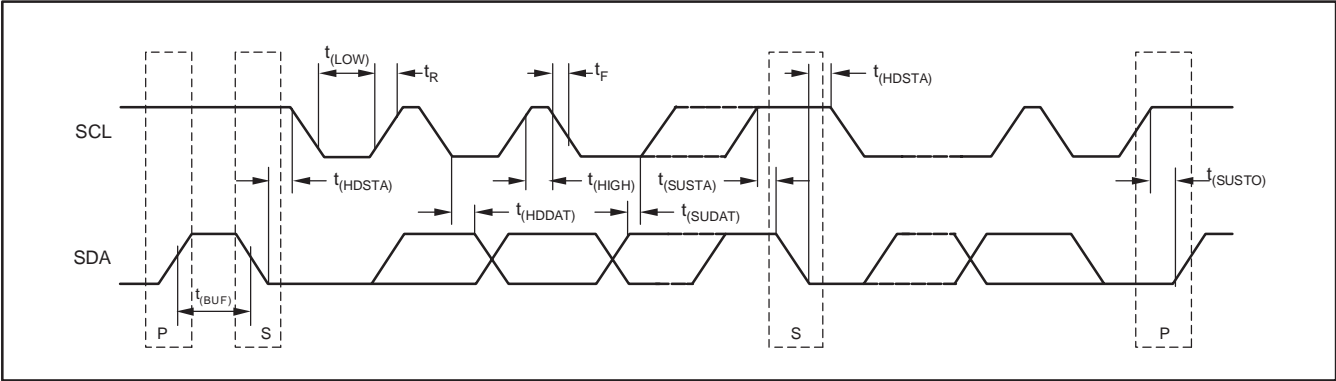 t(LOW)
tR
tF
t(HDSTA)
SCL
t(HDSTA)
t(HIGH)
t(SUSTA)
t(SUSTO)
t(HDDAT)
t(SUDAT)
SDA
t(BUF)
P
S
S
P